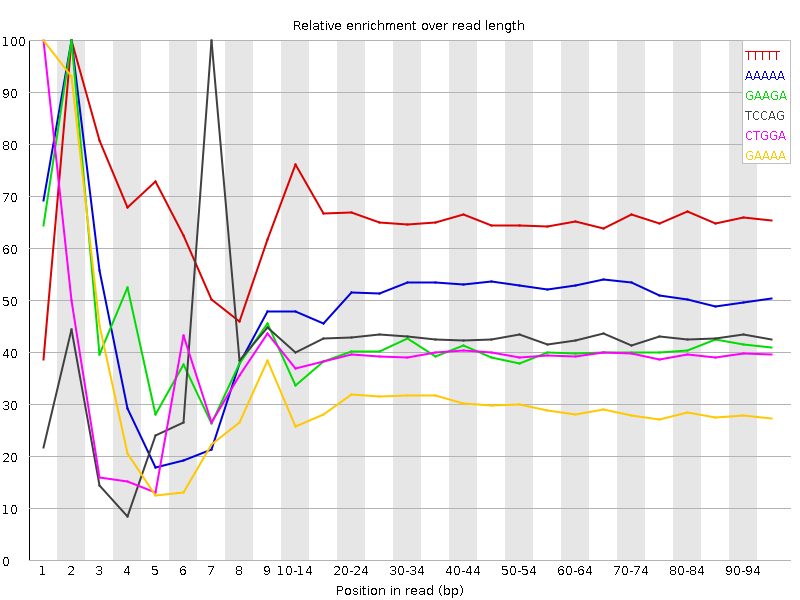 Relative enrichment over read length
100
90
80
70
60
50
40
30
20
10
0
TTTTT
AAAAA
GAAGA
TCCAG
CTGGA
GAAAA
1 2 3 4 5 6 7 8 9 10-14 20-24 30-34 40-44 50-54 60-64 70-74 80-84 90-94
Position in read (bp)